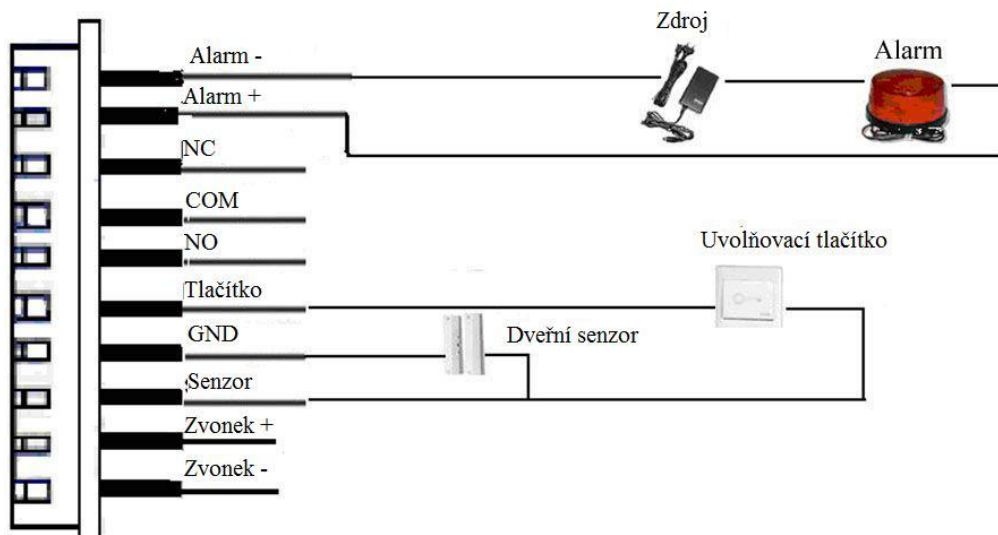 Zdroj
Alarm
Alarm -
Alarm +
NC
COM
NO
Uvolňovací tlačítko
Tlačítko
GND
Dveřní senzor
Senzor
Zvonek +
Zvonek -